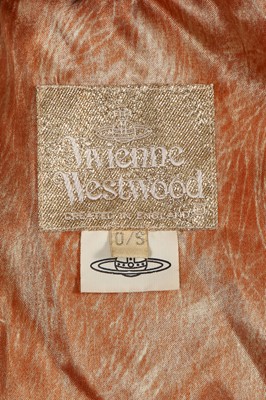 Vivienne
Westwood
CREATED IN ENGLAND
O/S